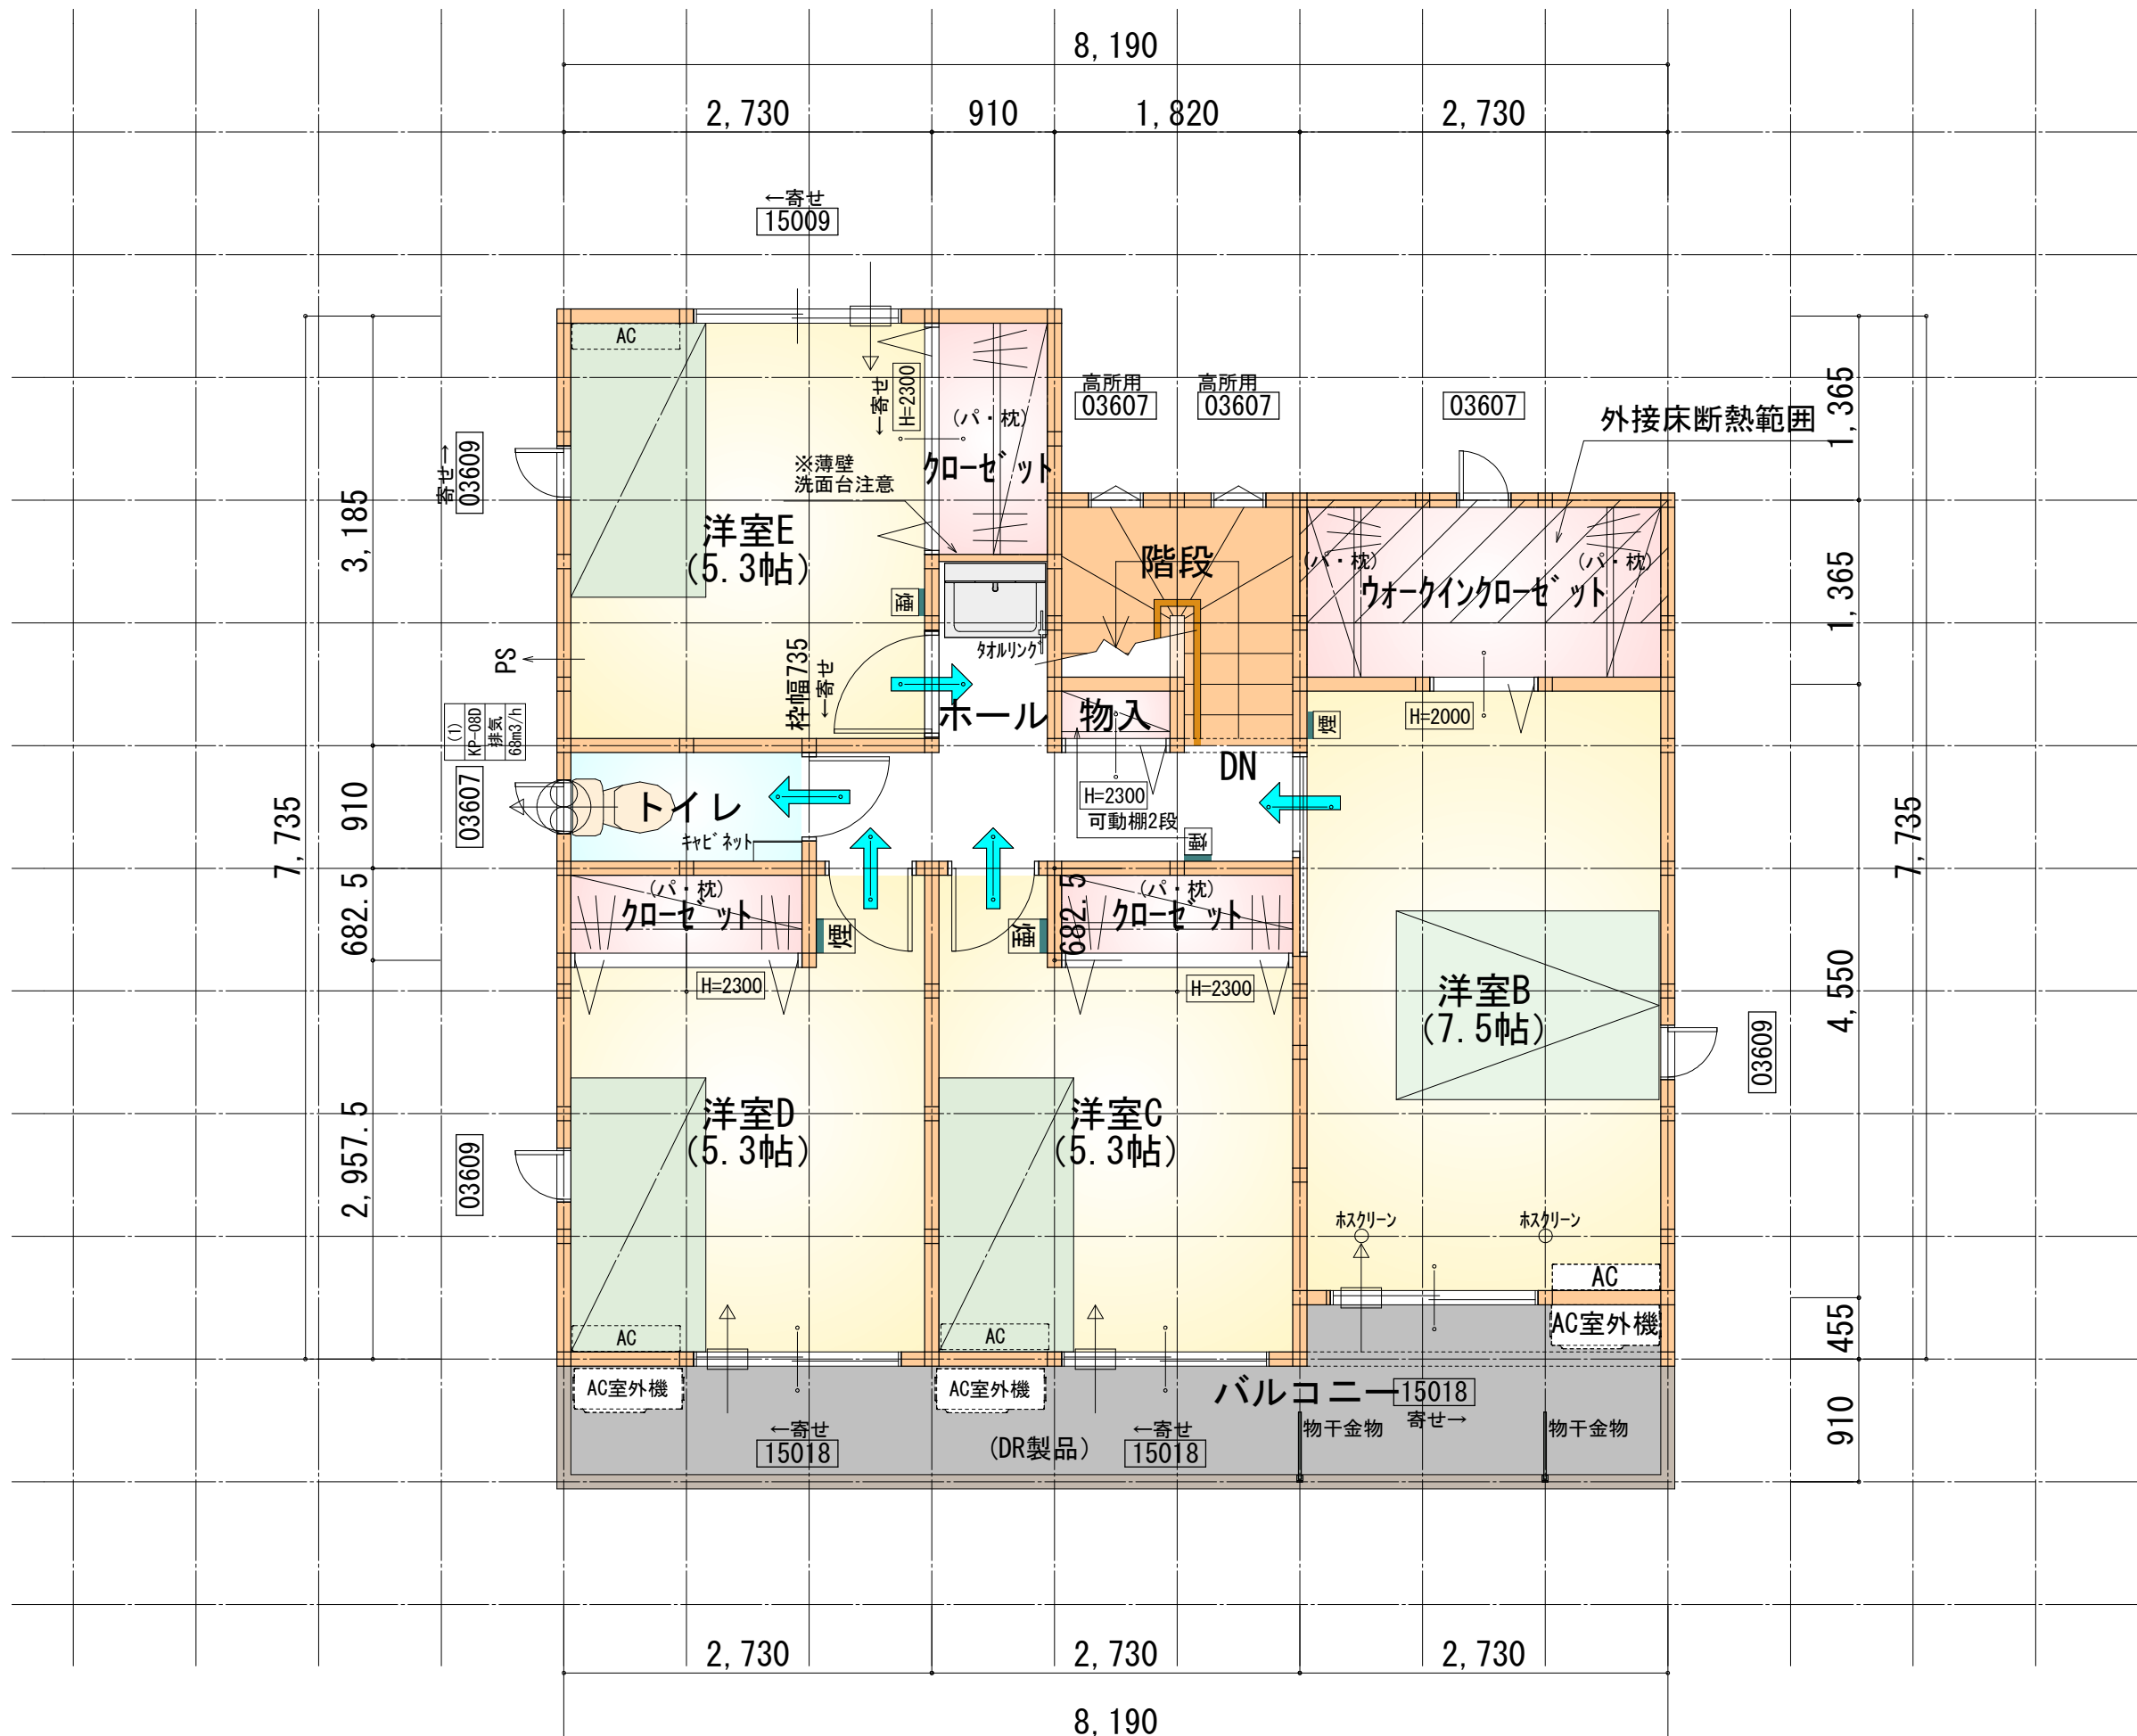 8,190
2,730
910
1,820
2,730
←寄せ
15009
AC
←寄せ
H=2300
(パ・枕)
クローゼット
※薄壁
洗面台注意
高所用
03607
高所用
03607
03607
外接床断熱範囲
1,365
寄せ→
03609
3,185
洋室E
(5.3帖)
階段
(パ・枕)
(パ・枕)
ウォークインクローゼット
1,365
煙
タオルリング
PS
枠幅735
←寄せ
ホール
物入
H=2000
煙
(1)
KP-08D
排気
68m3/h
03607
910
7,735
トイレ
キャビネット
DN
H=2300
可動棚2段
煙
7,735
682.5
(パ・枕)
クローゼット
煙
煙
682.5
(パ・枕)
クローゼット
H=2300
H=2300
洋室B
(7.5帖)
4,550
03609
2,957.5
03609
洋室D
(5.3帖)
洋室C
(5.3帖)
ホスクリーン
ホスクリーン
AC
AC
AC
AC室外機
455
AC室外機
AC室外機
バルコニー
15018
寄せ→
910
←寄せ
15018
(DR製品)
←寄せ
15018
物干金物
物干金物
2,730
2,730
2,730
8,190